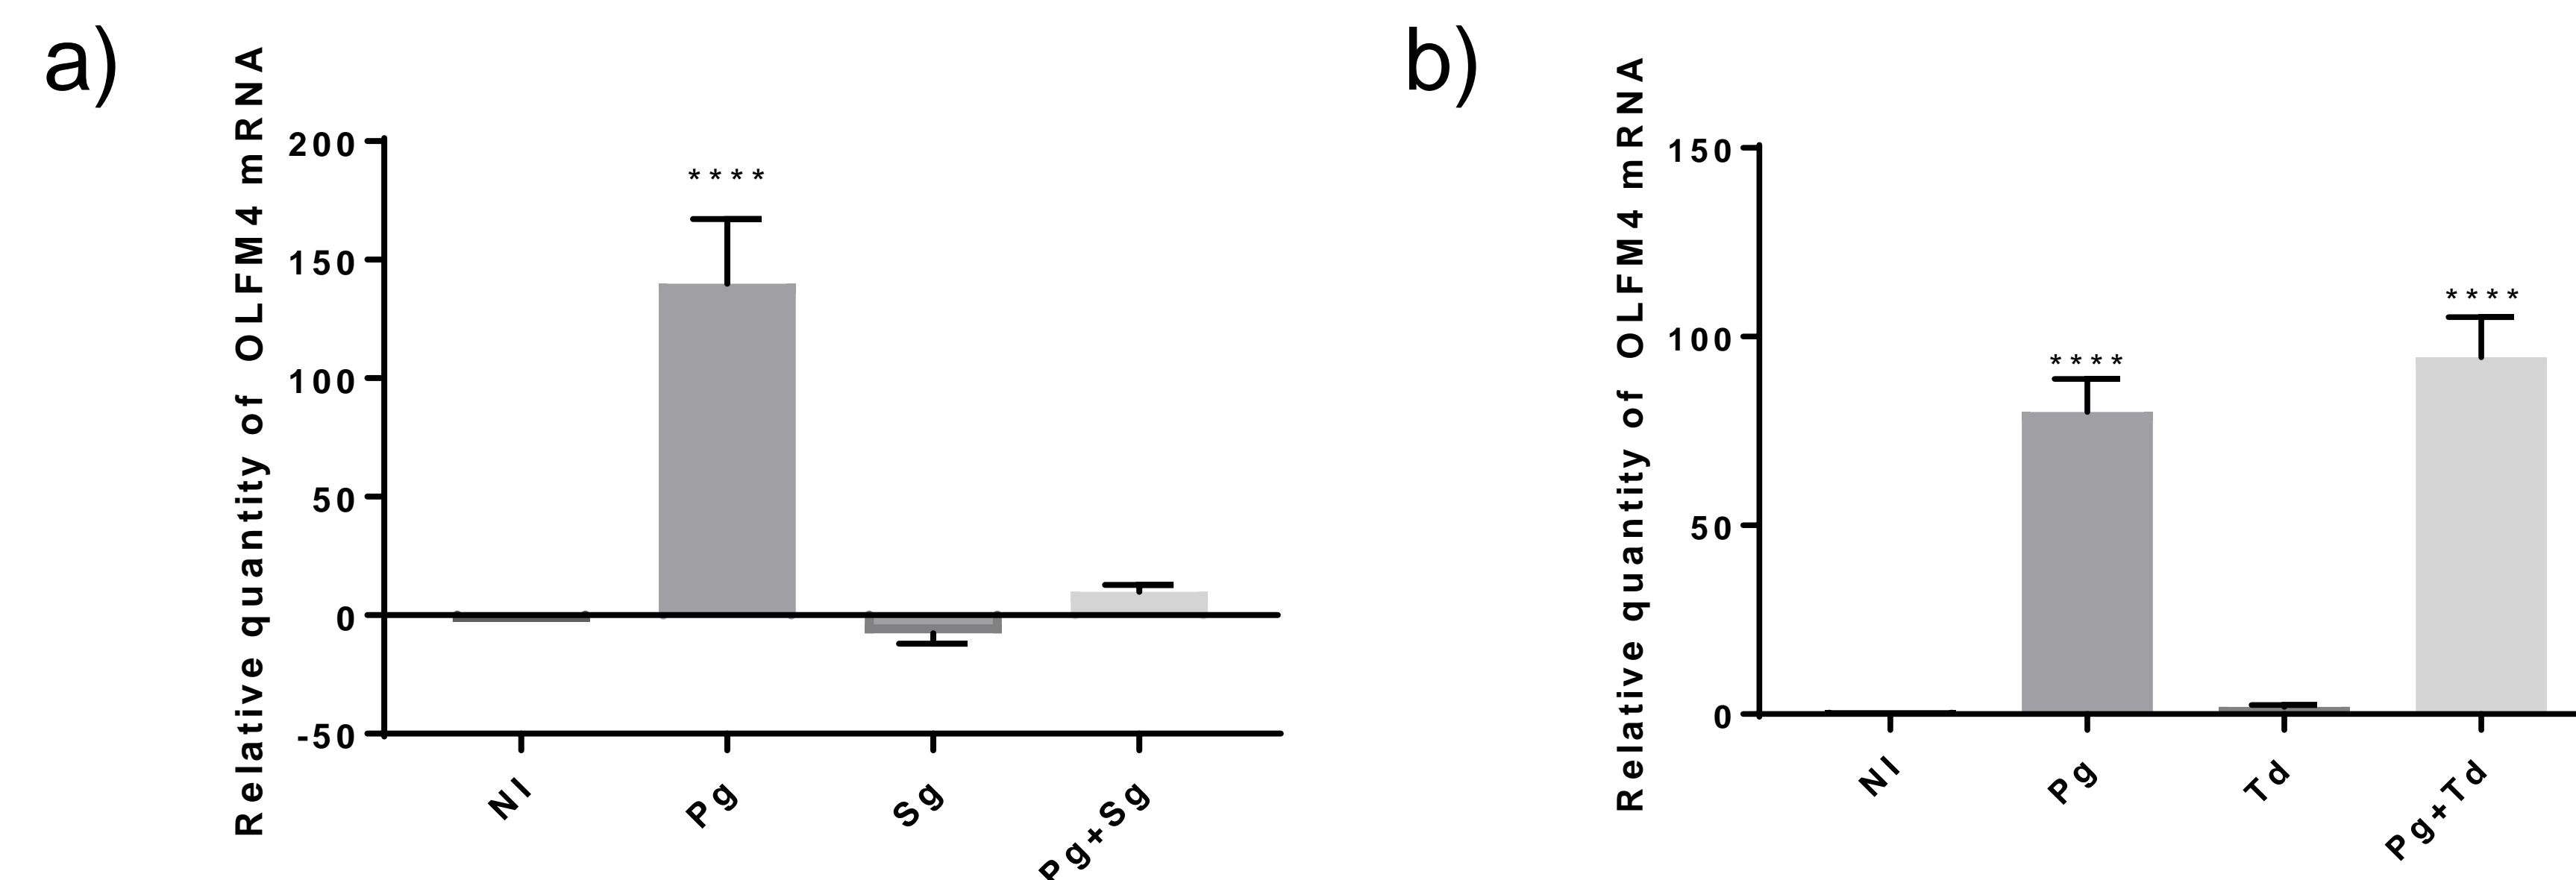 a)
Relative quantity of OLFM4 mRNA
200
150
100
50
0
-50
****
NI
Pg
Sg
Pg+Sg
b)
Relative quantity of OLFM4 mRNA
150
100
50
0
****
****
NI
Pg
Td
Pg+Td